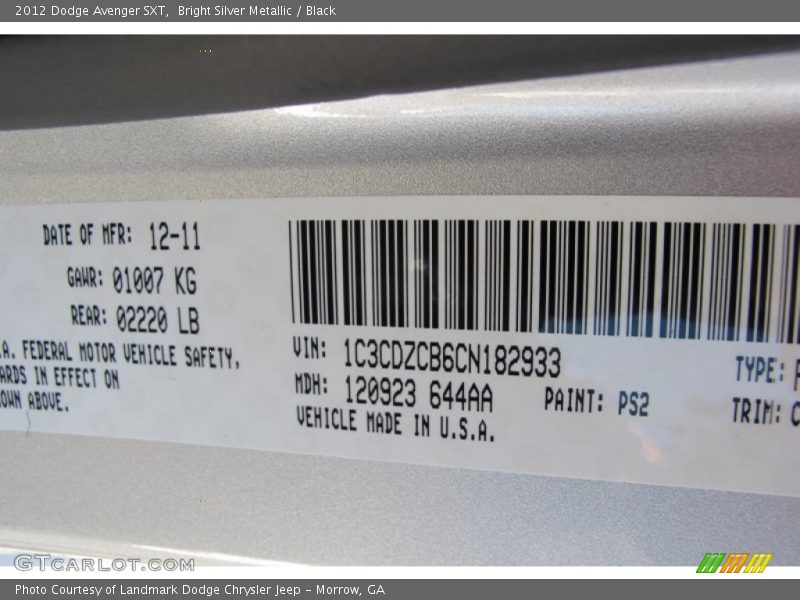 2012 Dodge Avenger SXT,  Bright Silver Metallic / Black
DATE OF MFR: 12-11
GAWR: 01007 KG
REAR: 02220 LB
.A. FEDERAL MOTOR VEHICLE SAFETY,
ARDS IN EFFECT ON
OWN ABOVE.
VIN: 1C3CDZCB6CN182933
MDH: 120923 644AA
PAINT: PS2
VEHICLE MADE IN U.S.A.
TYPE:
TRIM:
GTCARLOT.COM
Photo Courtesy of Landmark Dodge Chrysler Jeep – Morrow, GA